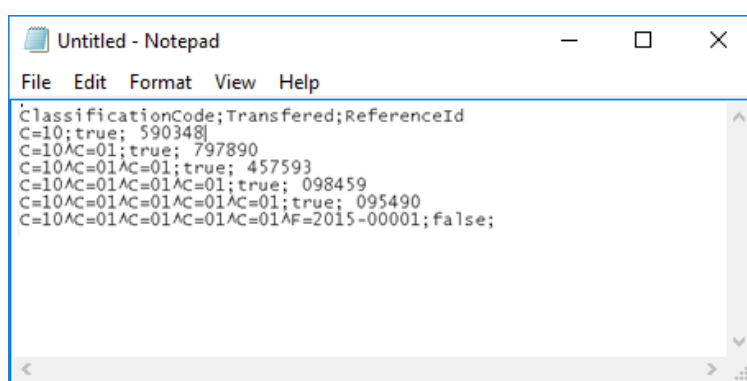 Untitled - Notepad
File Edit Format View Help
ClassificationCode;Transfered;ReferenceId
C=10;true; 590348
C=10^C=01;true; 797890
C=10^C=01^C=01;true; 457593
C=10^C=01^C=01^C=01;true; 098459
C=10^C=01^C=01^C=01^C=01;true; 095490
C=10^C=01^C=01^C=01^C=01^F=2015-00001;false;